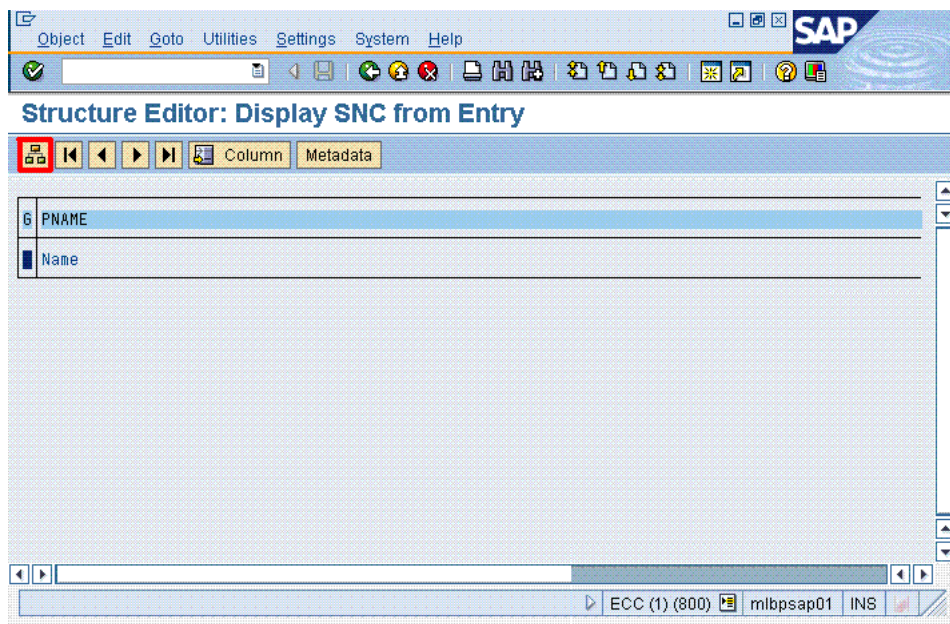 Object Edit Goto Utilities Settings System Help
SAP
Structure Editor: Display SNC from Entry
Column Metadata
G PNAME
Name
ECC (1) (800) mlbpsap01 INS